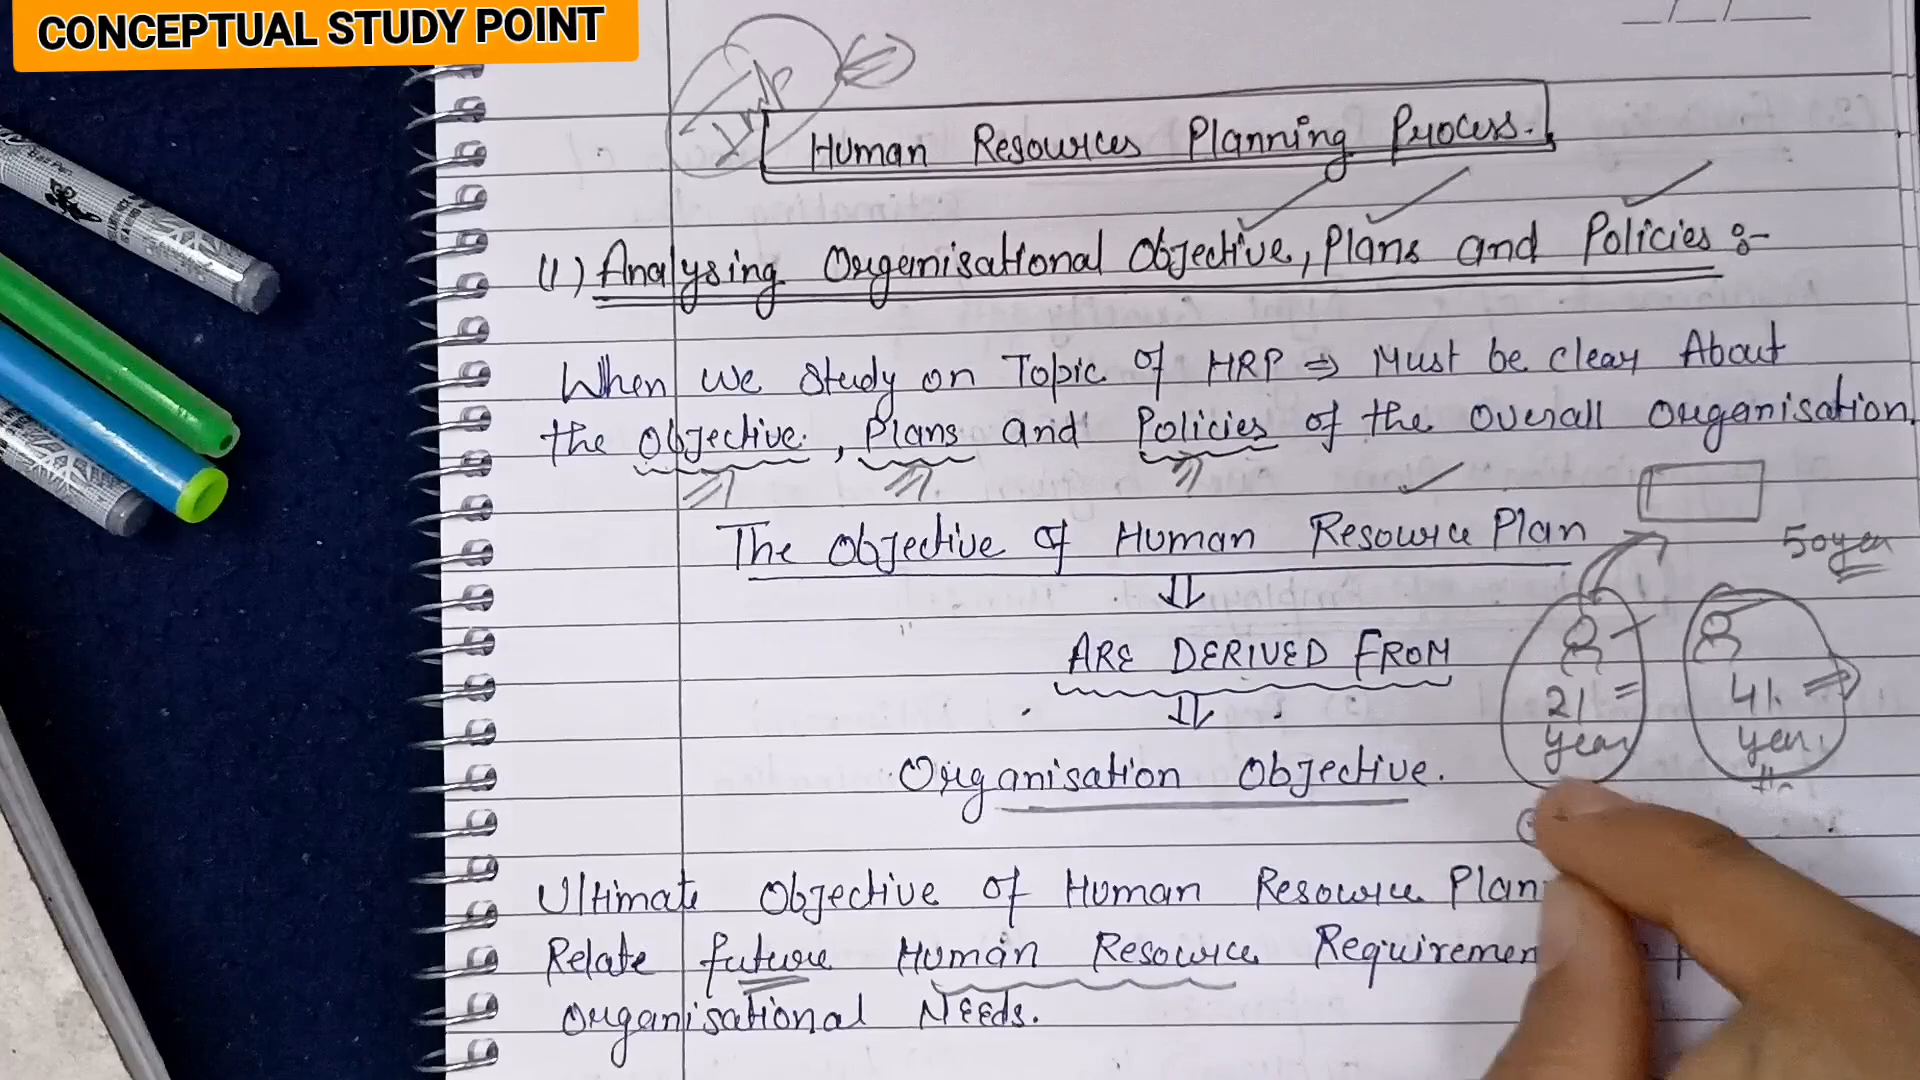 CONCEPTUAL STUDY POINT
Imp
Human Resources Planning Process.
(1) Analysing Orgenisational Objective, Plans and Policies :-
When we study on Topic of HRP ⇒ Must be clear About
the objective, Plans and Policies of the overall organisation.
The Objective of Human Resource Plan
50 year
ARE DERIVED FROM
21 year
41 year
Organisation Objective.
Ultimate Objective of Human Resource Plan
Relate future Human Resource
Organisational Needs.